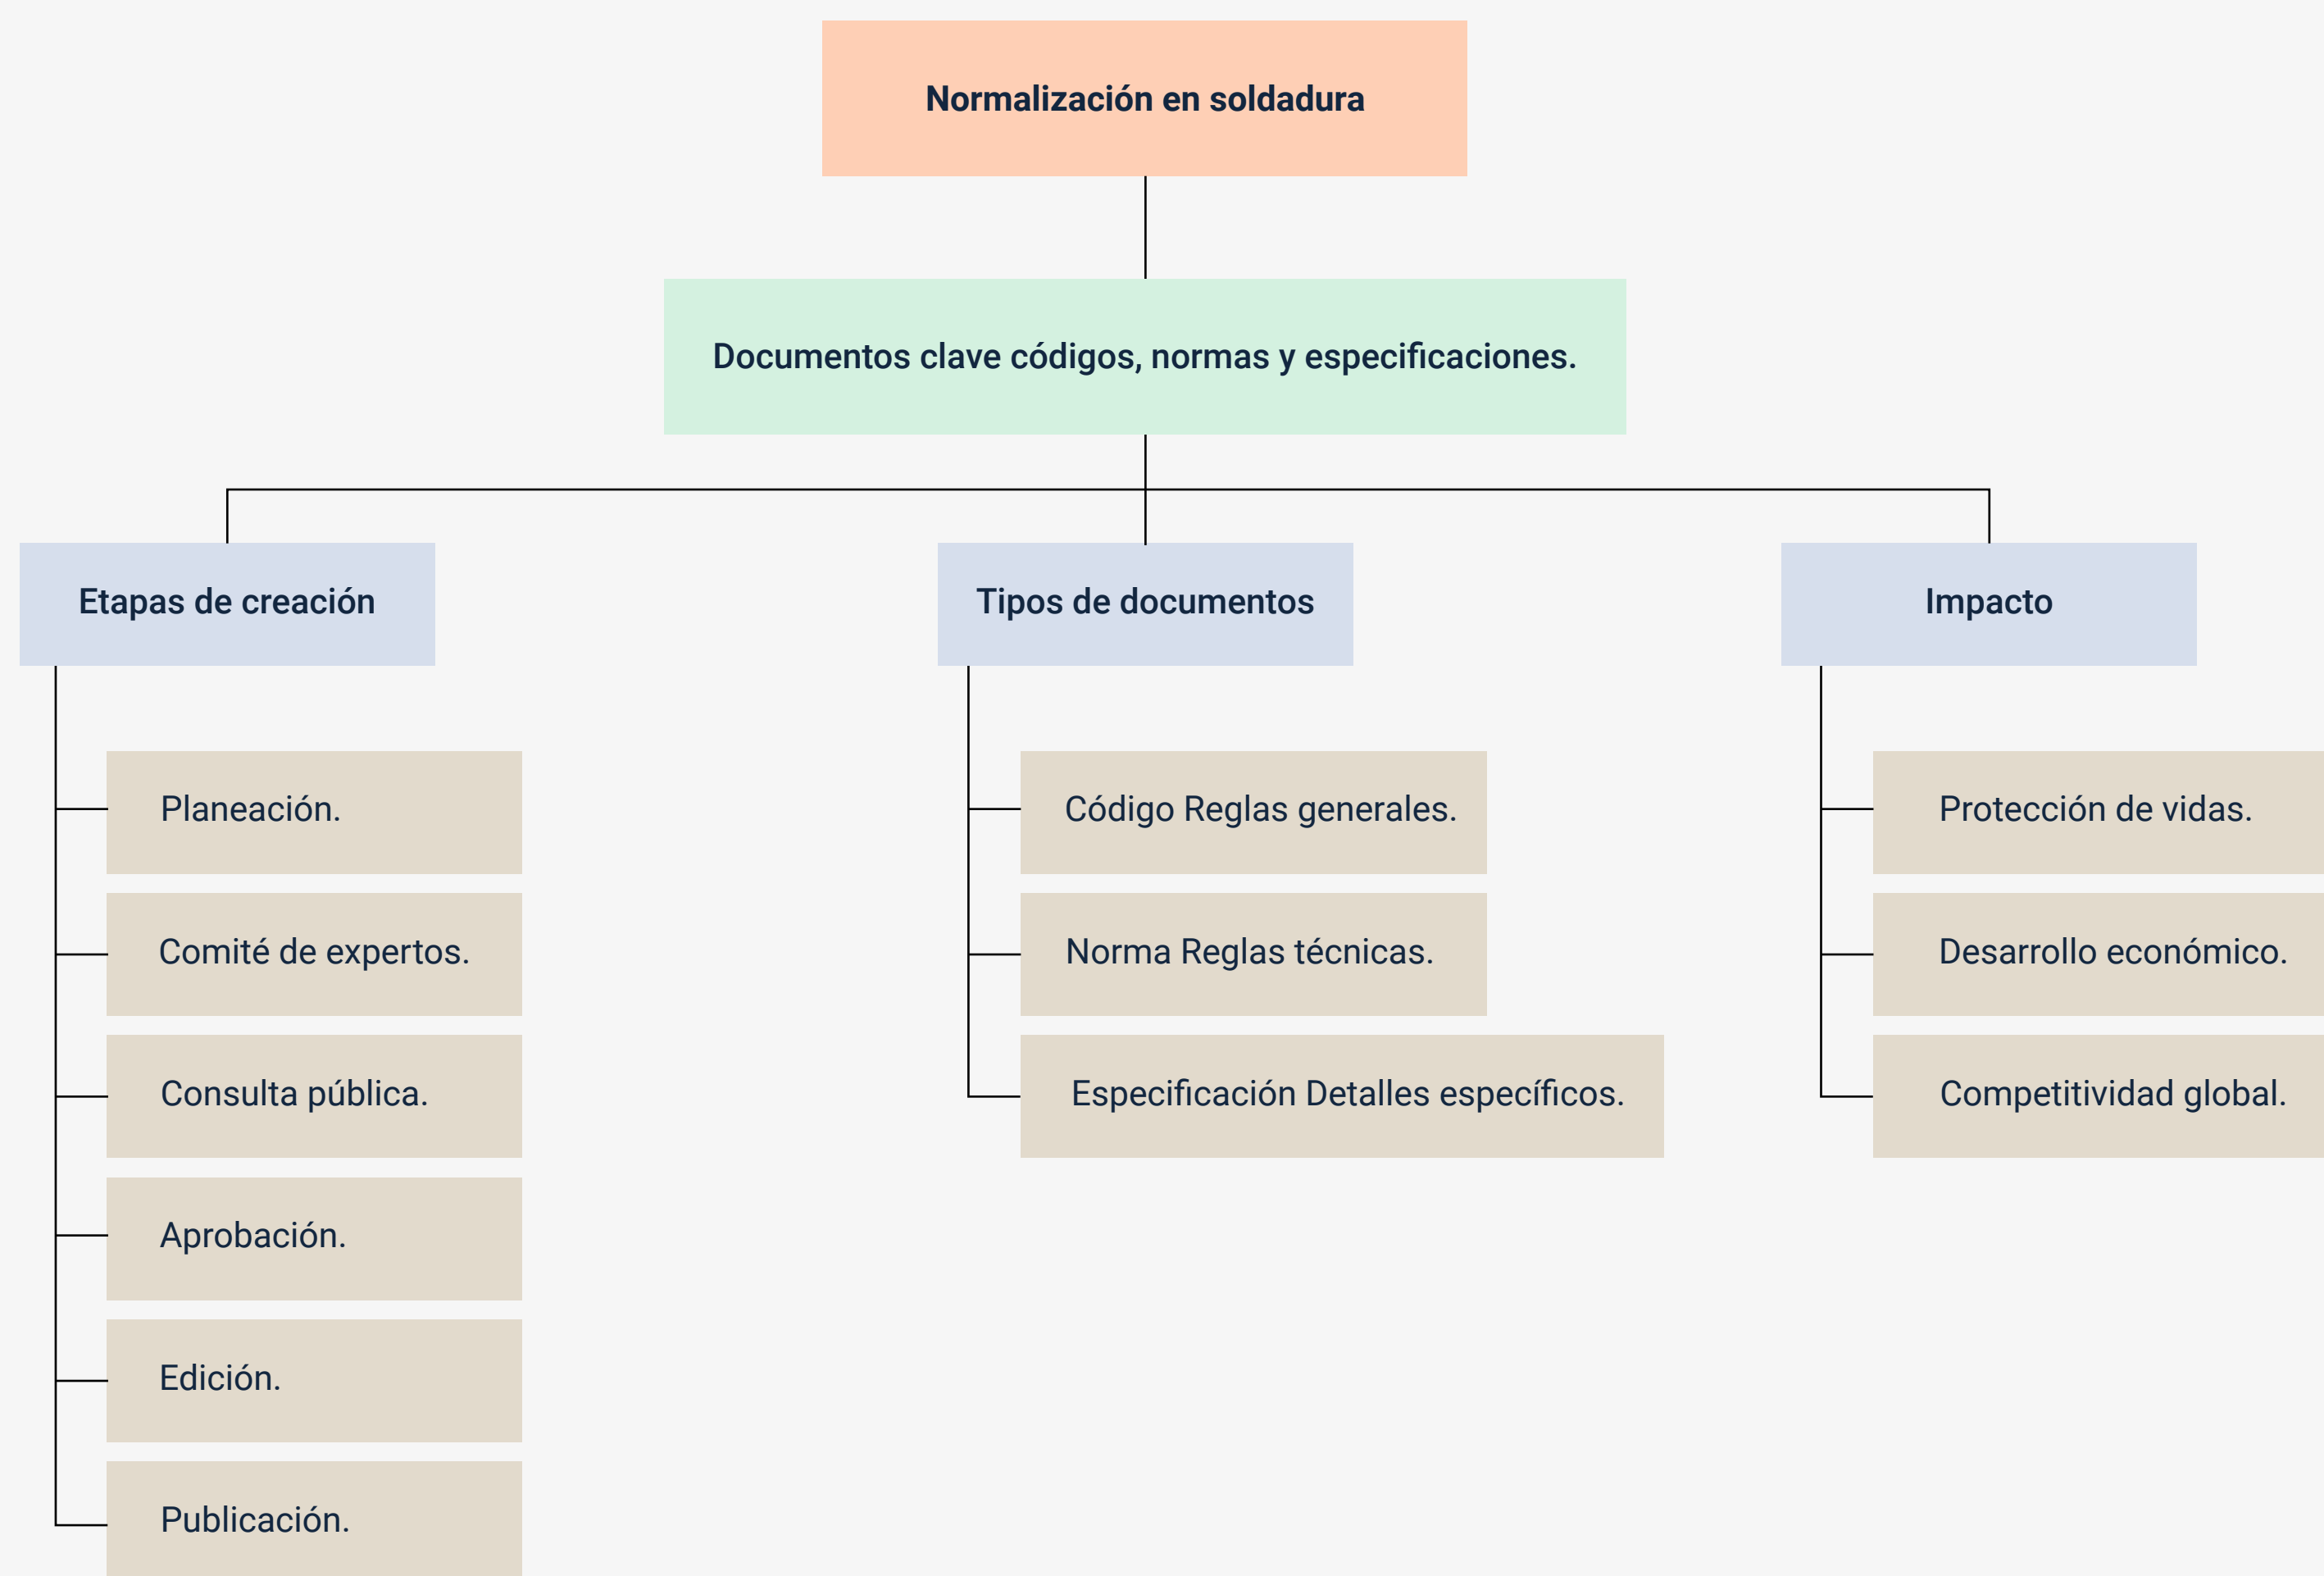 Normalización en soldadura
Documentos clave códigos, normas y especificaciones.
Etapas de creación
Planeación.
Comité de expertos.
Consulta pública.
Aprobación.
Edición.
Publicación.
Tipos de documentos
Código Reglas generales.
Norma Reglas técnicas.
Especificación Detalles específicos.
Impacto
Protección de vidas.
Desarrollo económico.
Competitividad global.